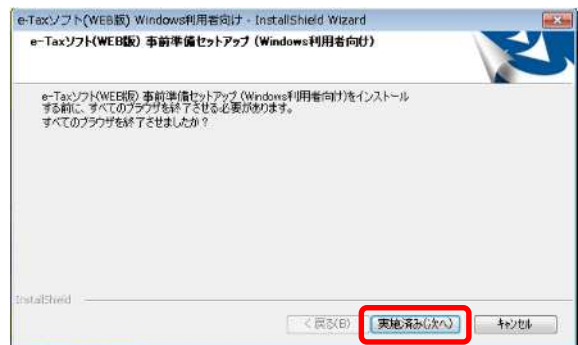 e-Taxソフト(WEB版) Windows利用者向け - InstallShield Wizard
e-Taxソフト(WEB版) 事前準備セットアップ (Windows利用者向け)
e-Taxソフト(WEB版) 事前準備セットアップ (Windows利用者向け)をインストール
する前に、すべてのブラウザを終了させる必要があります。
すべてのブラウザを終了させましたか？
InstallShield
< 戻る(B)
実施済み(次へ)
キャンセル